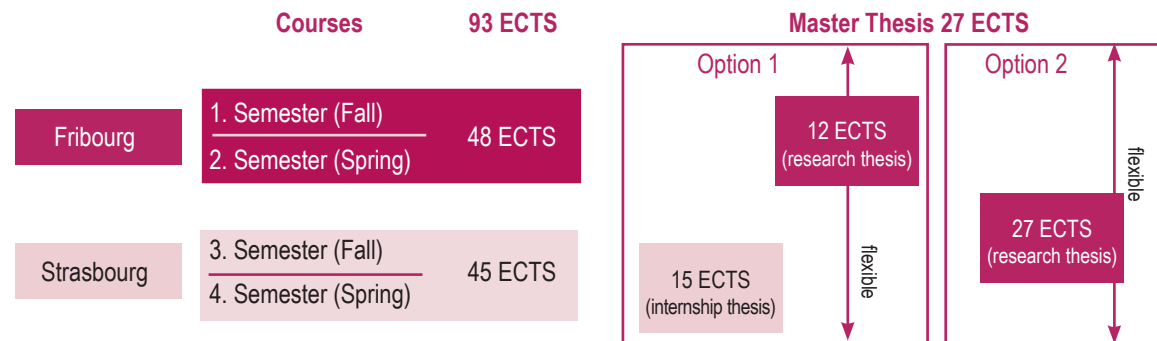 Courses 93 ECTS
Master Thesis 27 ECTS
Option 1
Option 2
Fribourg
1. Semester (Fall)
2. Semester (Spring)
48 ECTS
Strasbourg
3. Semester (Fall)
4. Semester (Spring)
45 ECTS
12 ECTS
(research thesis)
flexible
15 ECTS
(internship thesis)
flexible
27 ECTS
(research thesis)